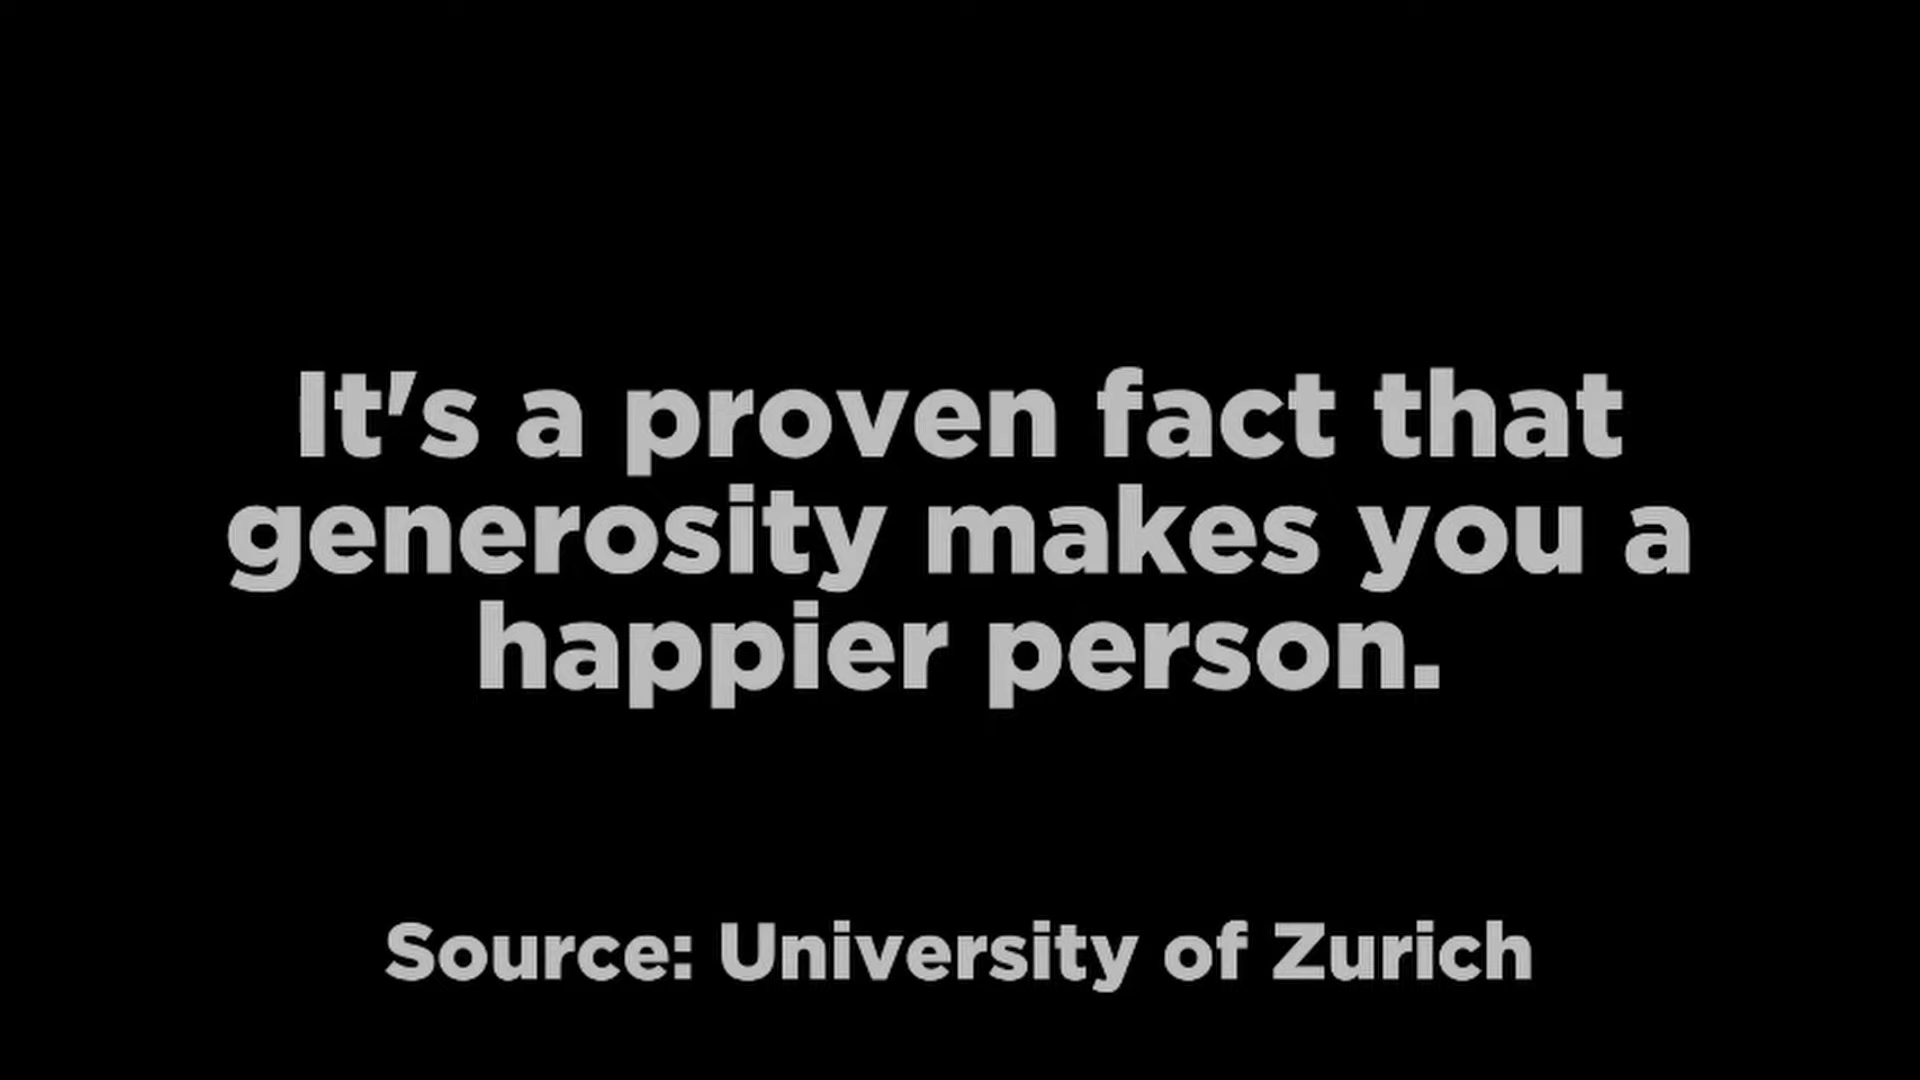 It's a proven fact that
generosity makes you a
happier person.
Source: University of Zurich